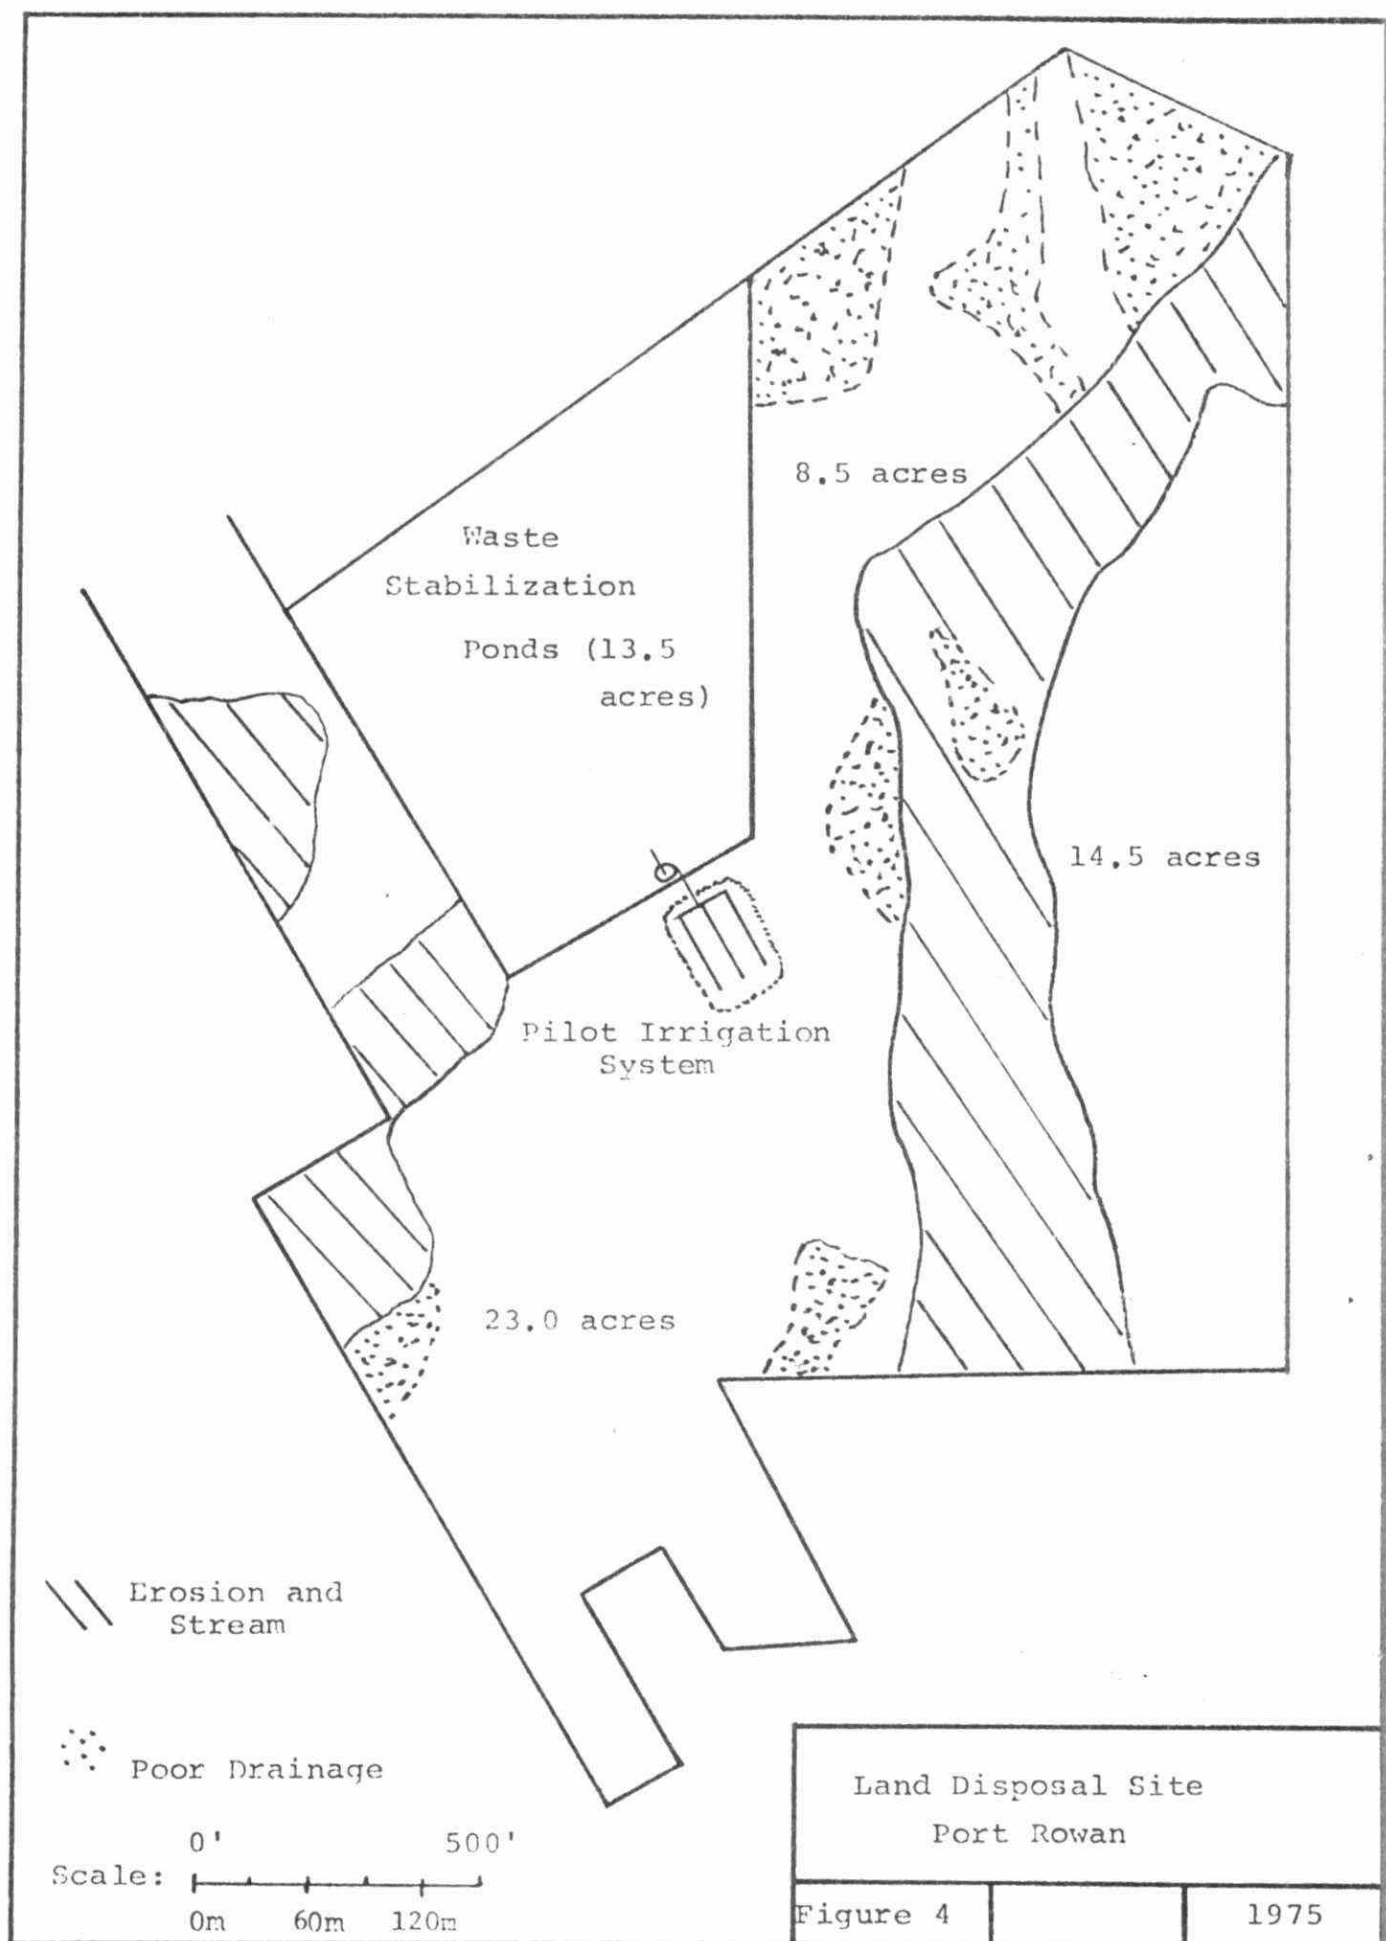 8.5 acres
Waste
Stabilization
Ponds (13.5
acres)
14.5 acres
Pilot Irrigation
System
23.0 acres
Erosion and
Stream
Poor Drainage
0' 500'
Scale:
0m 60m 120m
Land Disposal Site
Port Rowan
Figure 4 1975